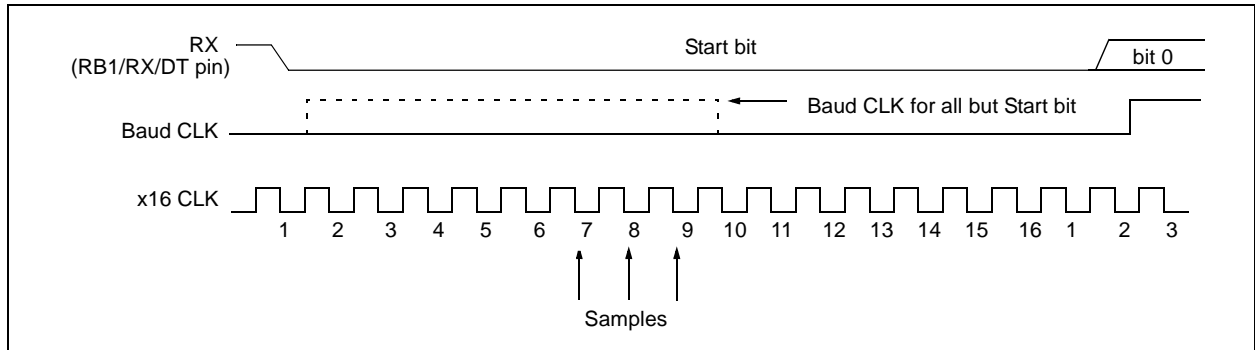 RX
(RB1/RX/DT pin)
Start bit
bit 0
Baud CLK for all but Start bit
Baud CLK
x16 CLK
1 2 3 4 5 6 7 8 9 10 11 12 13 14 15 16 1 2 3
Samples